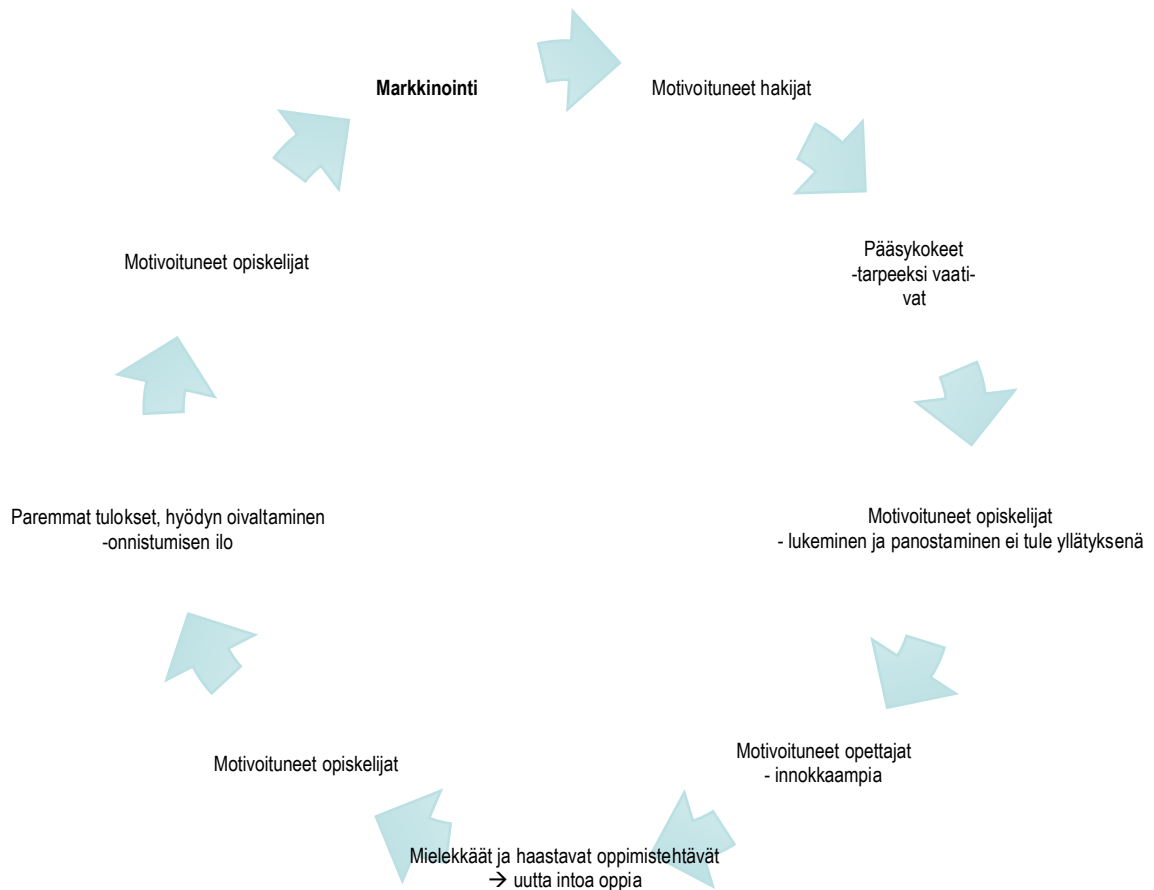 Markkinointi
Motivoituneet hakijat
Pääsykokeet
-tarpeeksi vaati-
vat
Motivoituneet opiskelijat
- lukeminen ja panostaminen ei tule yllätyksenä
Motivoituneet opettajat
- innokkaampia
Mielekkäät ja haastavat oppimistehtävät
→ uutta intoa oppia
Motivoituneet opiskelijat
Paremmat tulokset, hyödyn oivaltaminen
-onnistumisen ilo
Motivoituneet opiskelijat